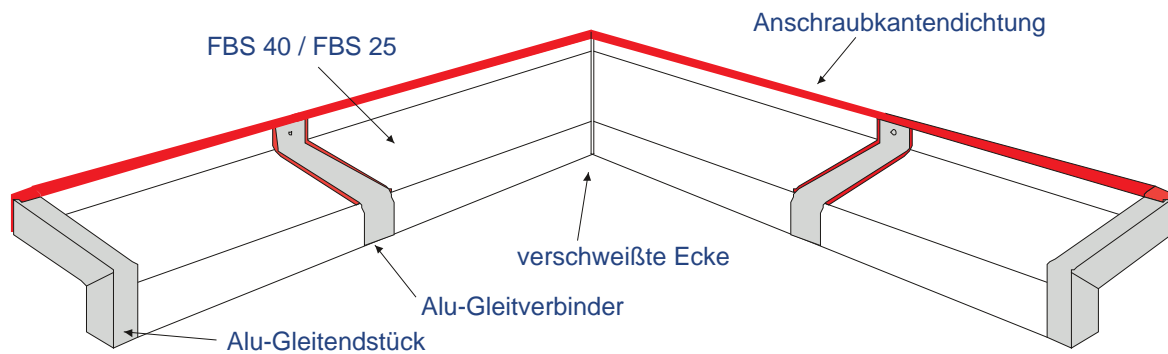 Anschraubkantendichtung
FBS 40 / FBS 25
verschweißte Ecke
Alu-Gleitverbinder
Alu-Gleitendstück